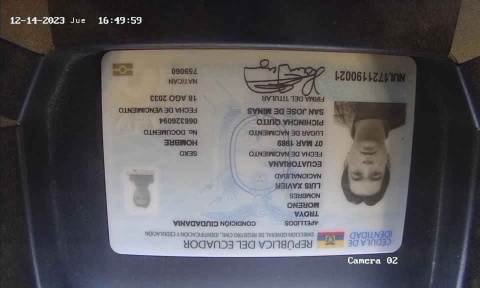 12-14-2023 Jue 16:49:59
CÉDULA DE IDENTIDAD
REPÚBLICA DEL ECUADOR
DIRECCIÓN GENERAL DE REGISTRO CIVIL, IDENTIFICACIÓN Y CEDULACIÓN
APELLIDOS
CONDICIÓN CIUDADANÍA
TROYA
MORENO
NOMBRES
LUIS XAVIER
NACIONALIDAD
ECUATORIANA
FECHA DE NACIMIENTO
07 MAR 1989
LUGAR DE NACIMIENTO
PICHINCHA QUITO
SAN JOSE DE MINAS
FIRMA DEL TITULAR
SEXO
HOMBRE
No. DOCUMENTO
066326094
FECHA DE VENCIMIENTO
18 AGO 2033
NAT/CAN
759060
NUI.1721190021
Camera 02